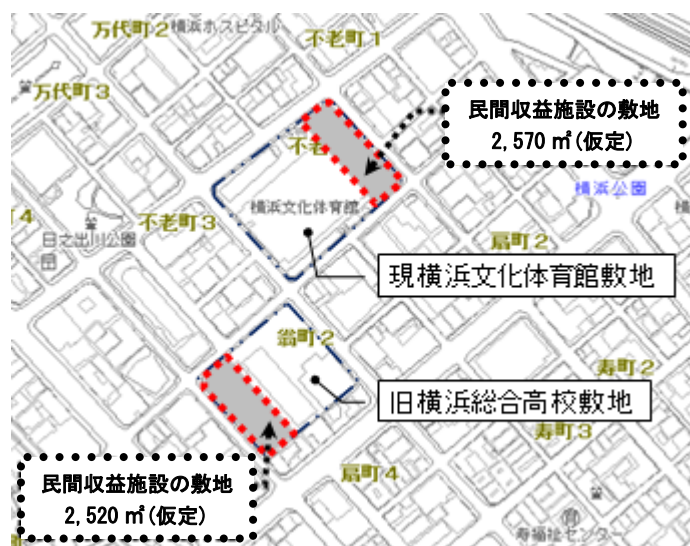 万代町2
横浜ホスピタル
不老町1
万代町3
民間収益施設の敷地
2,570 ㎡(仮定)
不老
横浜公園
横浜文化体育館
4
不老町3
日之出川公園
扇町2
現横浜文化体育館敷地
翁町2
寿町2
旧横浜総合高校敷地
寿町3
扇町4
民間収益施設の敷地
2,520 ㎡(仮定)
寿福祉センター